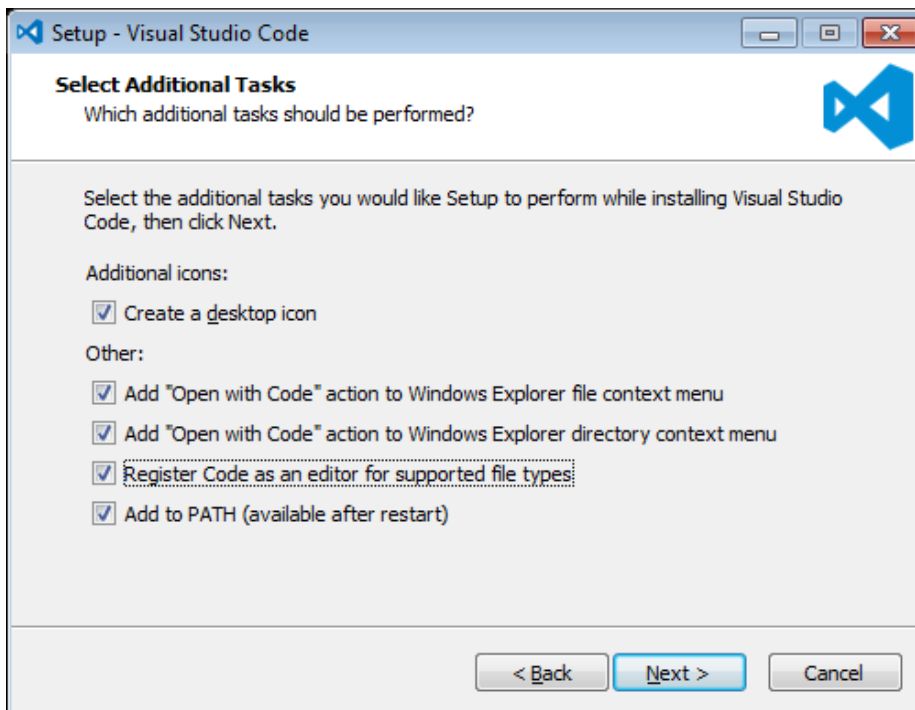 Setup - Visual Studio Code
Select Additional Tasks
Which additional tasks should be performed?
Select the additional tasks you would like Setup to perform while installing Visual Studio
Code, then click Next.
Additional icons:
Create a desktop icon
Other:
Add "Open with Code" action to Windows Explorer file context menu
Add "Open with Code" action to Windows Explorer directory context menu
Register Code as an editor for supported file types
Add to PATH (available after restart)
< Back Next > Cancel